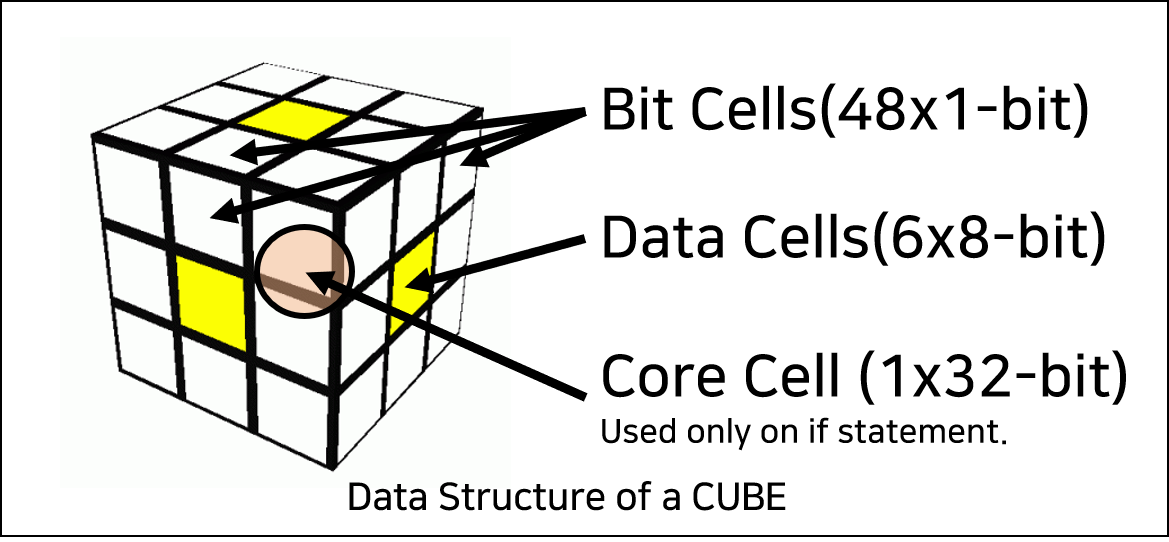 Bit Cells(48x1-bit)
Data Cells(6x8-bit)
Core Cell (1x32-bit)
Used only on if statement.
Data Structure of a CUBE